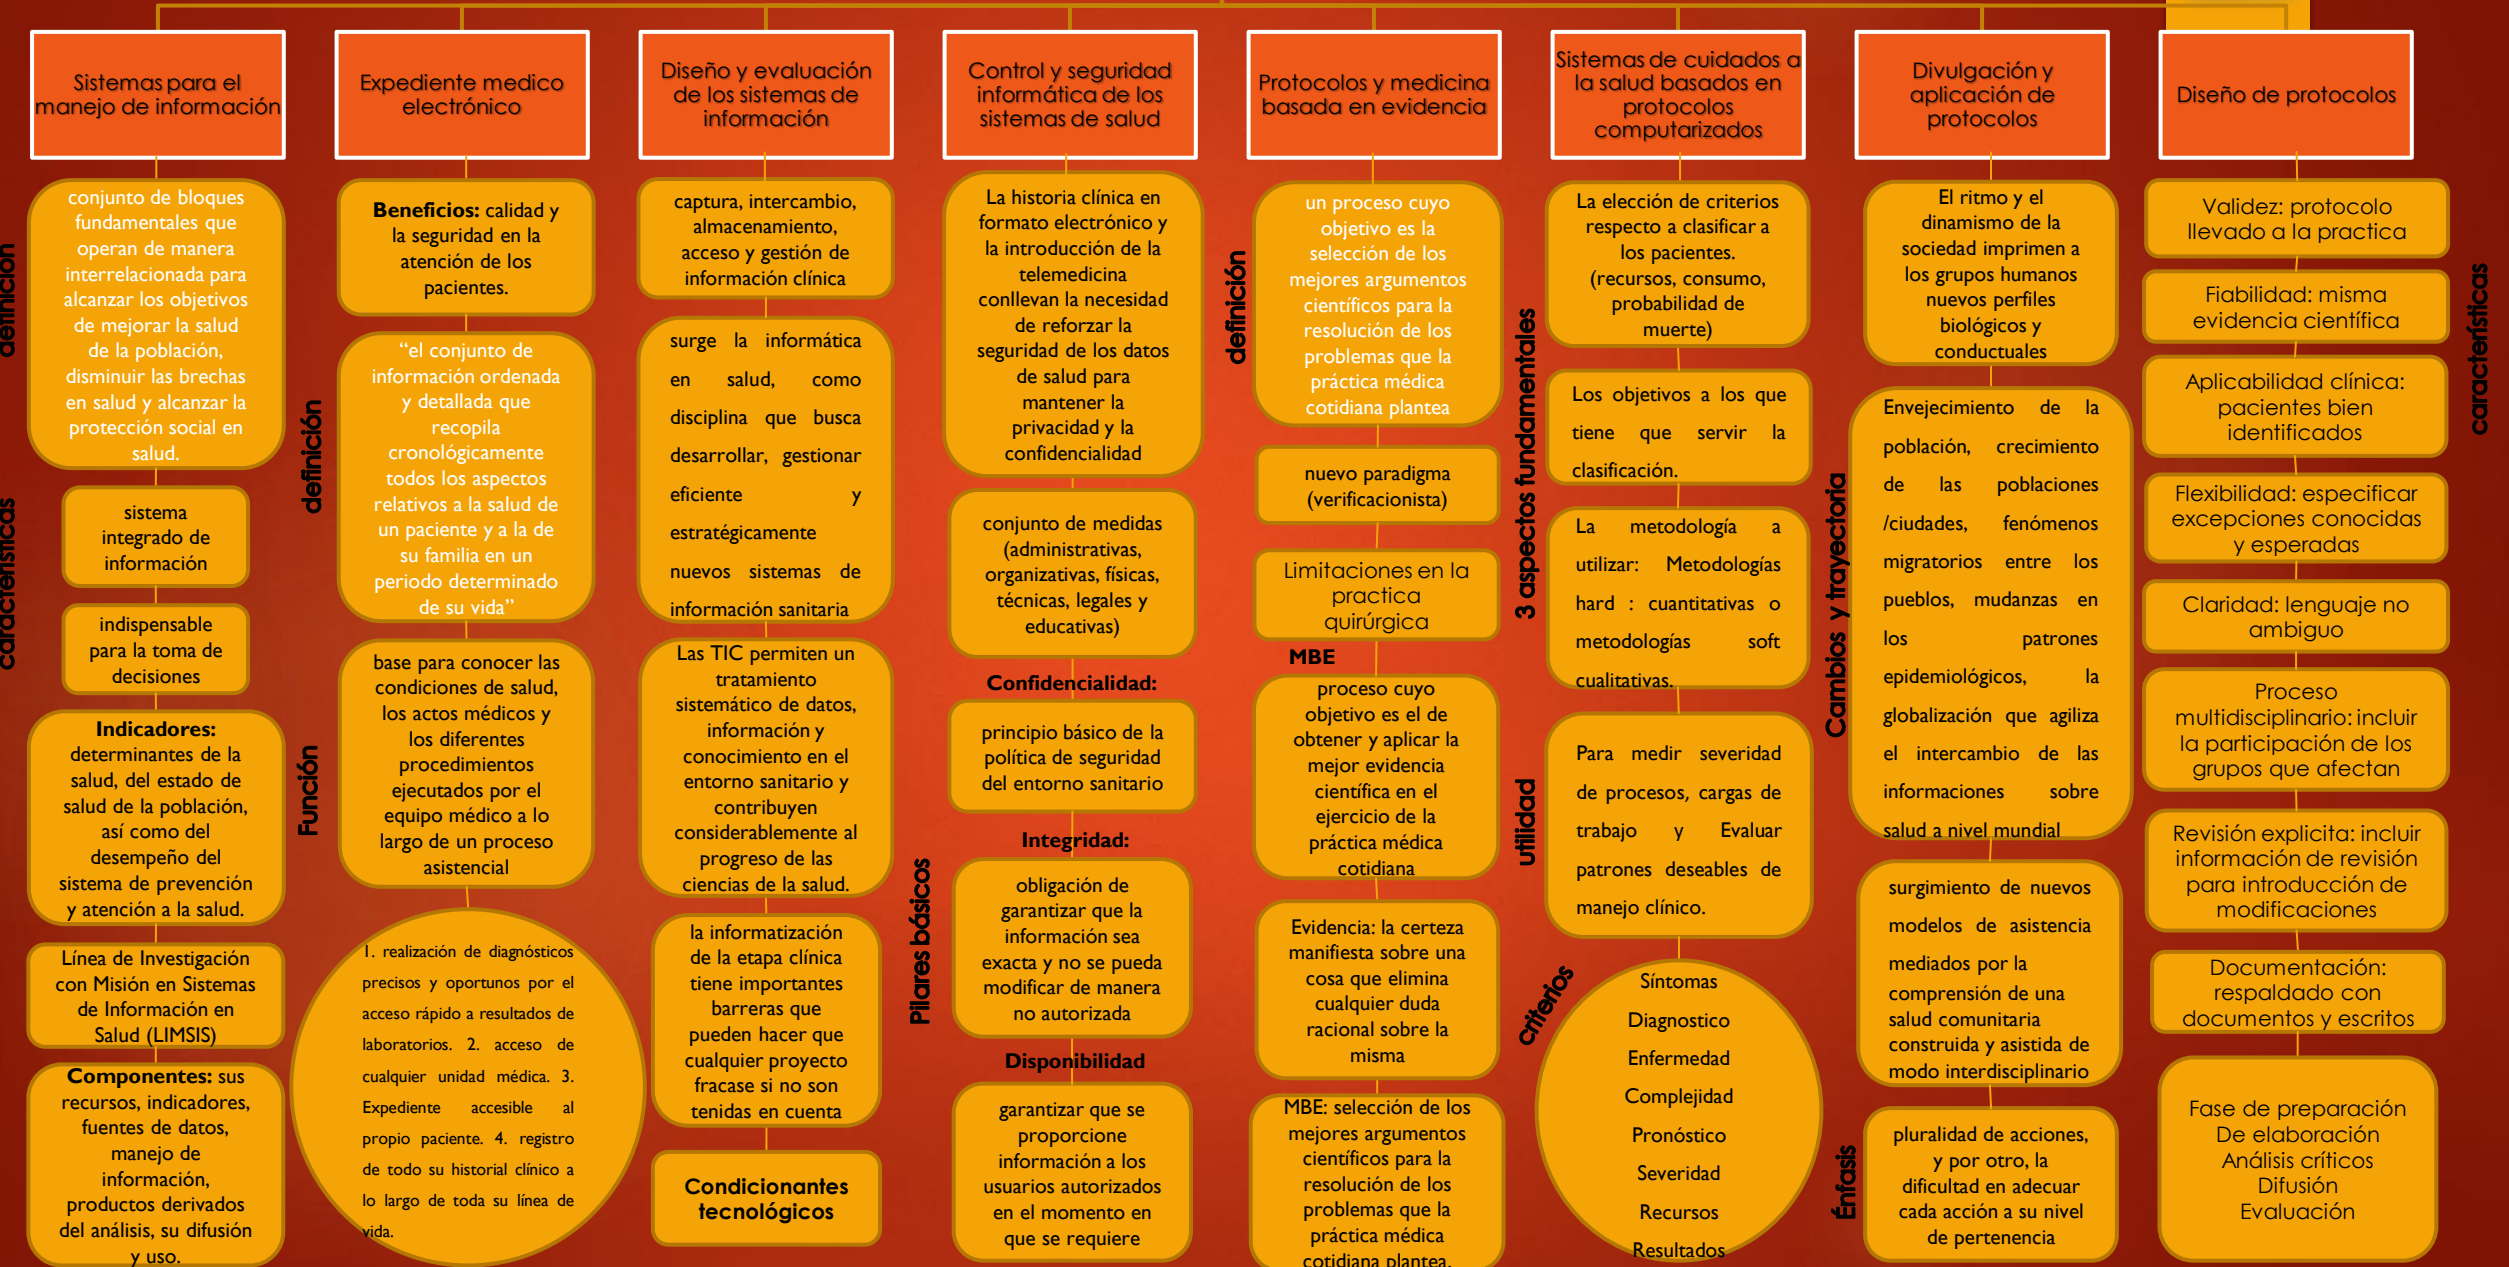 Sistemas para el
manejo de información
definición
conjunto de bloques
fundamentales que
operan de manera
interrelacionada para
alcanzar los objetivos
de mejorar la salud
de la población,
disminuir las brechas
en salud y alcanzar la
protección social en
salud.
características
sistema
integrado de
información
indispensable
para la toma de
decisiones
Indicadores:
determinantes de la
salud, del estado de
salud de la población,
así como del
desempeño del
sistema de prevención
y atención a la salud.
Línea de Investigación
con Misión en Sistemas
de Información en
Salud (LIMSIS)
Componentes: sus
recursos, indicadores,
fuentes de datos,
manejo de
información,
productos derivados
del análisis, su difusión
y uso.
Expediente medico
electrónico
Beneficios: calidad y
la seguridad en la
atención de los
pacientes.
definición
“el conjunto de
información ordenada
y detallada que
recopila
cronológicamente
todos los aspectos
relativos a la salud de
un paciente y a la de
su familia en un
periodo determinado
de su vida”
Función
base para conocer las
condiciones de salud,
los actos médicos y
los diferentes
procedimientos
ejecutados por el
equipo médico a lo
largo de un proceso
asistencial
1. realización de diagnósticos
precisos y oportunos por el
acceso rápido a resultados de
laboratorios. 2. acceso de
cualquier unidad médica. 3.
Expediente accesible al
propio paciente. 4. registro
de todo su historial clínico a
lo largo de toda su línea de
vida.
Diseño y evaluación
de los sistemas de
información
captura, intercambio,
almacenamiento,
acceso y gestión de
información clínica
surge la informática
en salud, como
disciplina que busca
desarrollar, gestionar
eficiente y
estratégicamente
nuevos sistemas de
información sanitaria
Las TIC permiten un
tratamiento
sistemático de datos,
información y
conocimiento en el
entorno sanitario y
contribuyen
considerablemente al
progreso de las
ciencias de la salud.
la informatización
de la etapa clínica
tiene importantes
barreras que
pueden hacer que
cualquier proyecto
fracase si no son
tenidas en cuenta
Condicionantes
tecnológicos
Control y seguridad
informática de los
sistemas de salud
La historia clínica en
formato electrónico y
la introducción de la
telemedicina
conllevan la necesidad
de reforzar la
seguridad de los datos
de salud para
mantener la
privacidad y la
confidencialidad
conjunto de medidas
(administrativas,
organizativas, físicas,
técnicas, legales y
educativas)
Pilares básicos
Confidencialidad:
principio básico de la
política de seguridad
del entorno sanitario
Integridad:
obligación de
garantizar que la
información sea
exacta y no se pueda
modificar de manera
no autorizada
Disponibilidad
garantizar que se
proporcione
información a los
usuarios autorizados
en el momento en
que se requiere
Protocolos y medicina
basada en evidencia
definición
un proceso cuyo
objetivo es la
selección de los
mejores argumentos
científicos para la
resolución de los
problemas que la
práctica médica
cotidiana plantea
nuevo paradigma
(verificacionista)
Limitaciones en la
practica
quirúrgica
MBE
proceso cuyo
objetivo es el de
obtener y aplicar la
mejor evidencia
científica en el
ejercicio de la
práctica médica
cotidiana
Evidencia: la certeza
manifiesta sobre una
cosa que elimina
cualquier duda
racional sobre la
misma
MBE: selección de los
mejores argumentos
científicos para la
resolución de los
problemas que la
práctica médica
cotidiana plantea.
Sistemas de cuidados a
la salud basados en
protocolos
computarizados
3 aspectos fundamentales
La elección de criterios
respecto a clasificar a
los pacientes.
(recursos, consumo,
probabilidad de
muerte)
Los objetivos a los que
tiene que servir la
clasificación.
La metodología a
utilizar: Metodologías
hard : cuantitativas o
metodologías soft
cualitativas.
utilidad
Para medir severidad
de procesos, cargas de
trabajo y Evaluar
patrones deseables de
manejo clínico.
criterios
Síntomas
Diagnostico
Enfermedad
Complejidad
Pronóstico
Severidad
Recursos
Resultados
Divulgación y
aplicación de
protocolos
El ritmo y el
dinamismo de la
sociedad imprimen a
los grupos humanos
nuevos perfiles
biológicos y
conductuales
Cambios y trayectoria
Envejecimiento de la
población, crecimiento
de las poblaciones
/ciudades, fenómenos
migratorios entre los
pueblos, mudanzas en
los patrones
epidemiológicos, la
globalización que agiliza
el intercambio de las
informaciones sobre
salud a nivel mundial
surgimiento de nuevos
modelos de asistencia
mediados por la
comprensión de una
salud comunitaria
construida y asistida de
modo interdisciplinario
Énfasis
pluralidad de acciones,
y por otro, la
dificultad en adecuar
cada acción a su nivel
de pertenencia
Diseño de protocolos
características
Validez: protocolo
llevado a la practica
Fiabilidad: misma
evidencia científica
Aplicabilidad clínica:
pacientes bien
identificados
Flexibilidad: especificar
excepciones conocidas
y esperadas
Claridad: lenguaje no
ambiguo
Proceso
multidisciplinario: incluir
la participación de los
grupos que afectan
Revisión explicita: incluir
información de revisión
para introducción de
modificaciones
Documentación:
respaldado con
documentos y escritos
Fase de preparación
De elaboración
Análisis críticos
Difusión
Evaluación